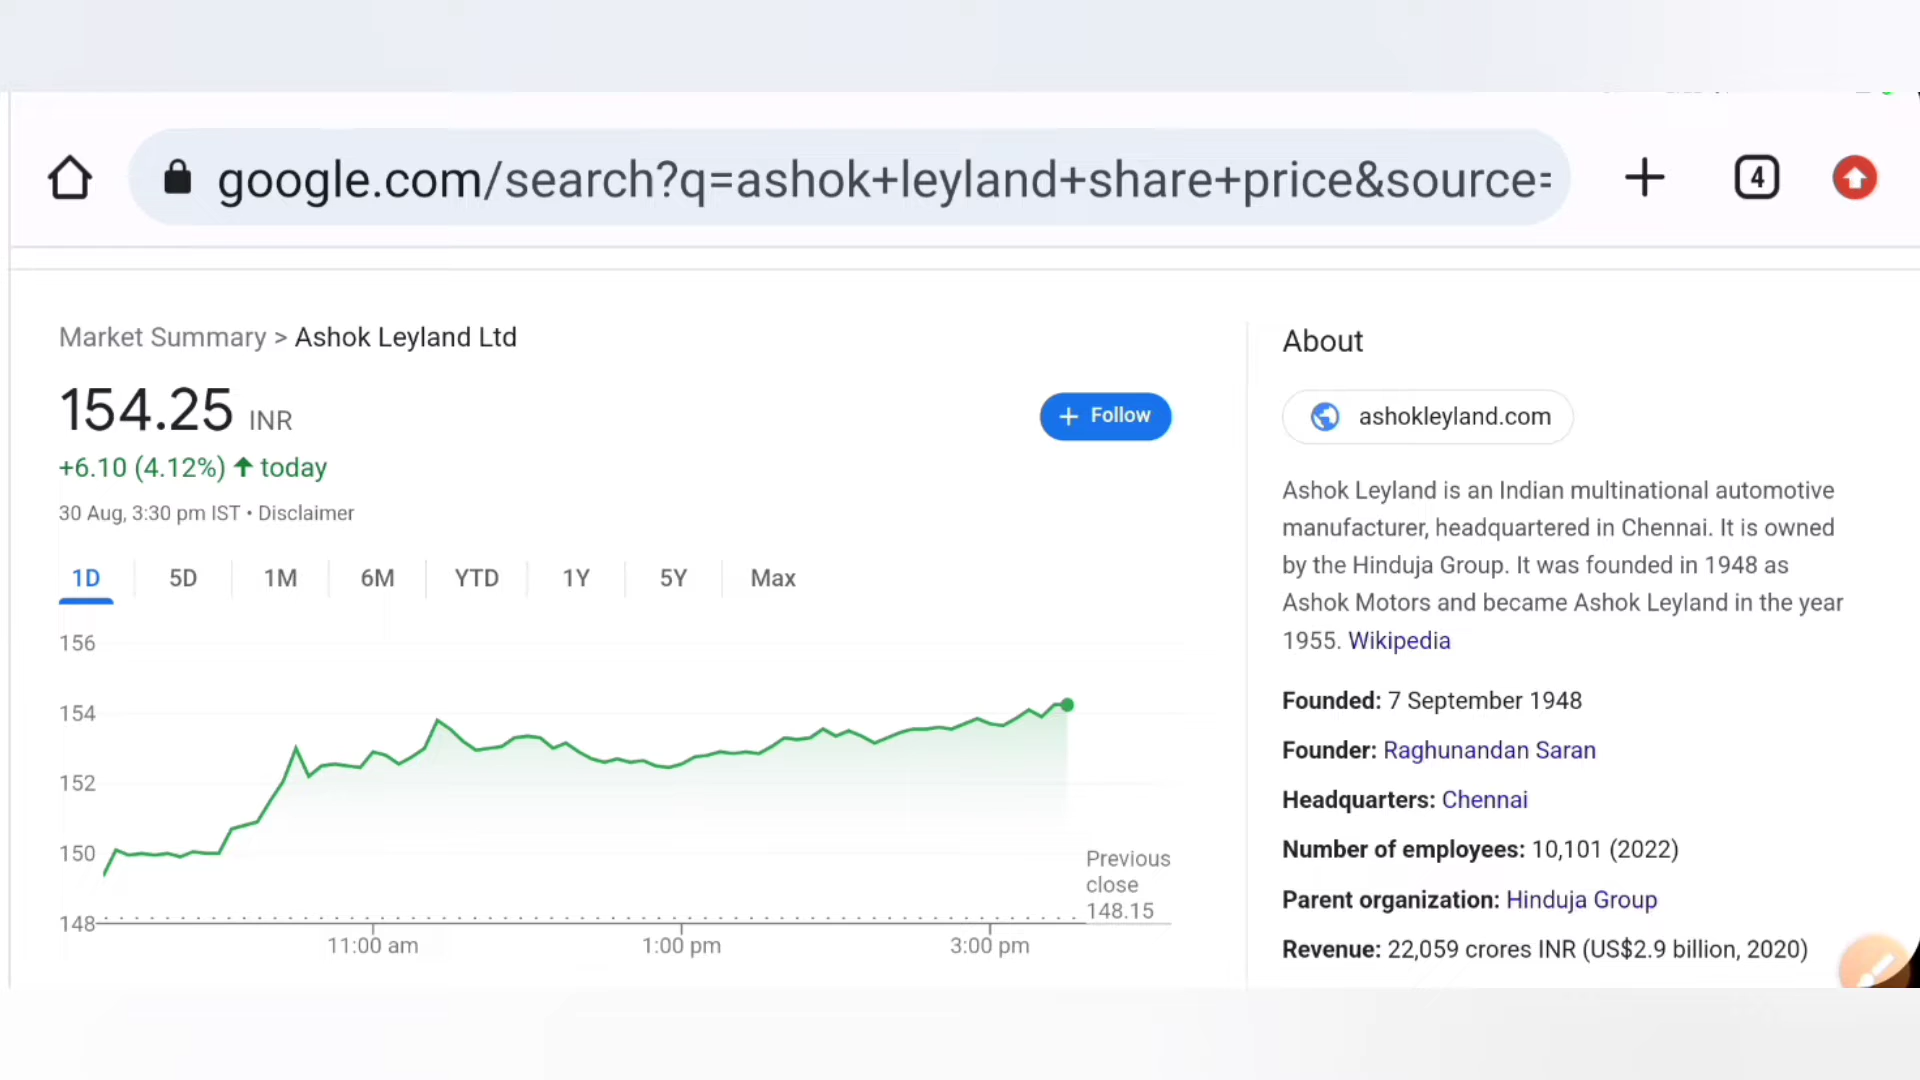 google.com/search?q=ashok+leyland+share+price&source=
4
Market Summary > Ashok Leyland Ltd
154.25 INR
+ Follow
+6.10 (4.12%) ↑ today
30 Aug, 3:30 pm IST • Disclaimer
1D 5D 1M 6M YTD 1Y 5Y Max
156
154
152
150
148
Previous
close
148.15
11:00 am 1:00 pm 3:00 pm
About
ashokleyland.com
Ashok Leyland is an Indian multinational automotive
manufacturer, headquartered in Chennai. It is owned
by the Hinduja Group. It was founded in 1948 as
Ashok Motors and became Ashok Leyland in the year
1955. Wikipedia
Founded: 7 September 1948
Founder: Raghunandan Saran
Headquarters: Chennai
Number of employees: 10,101 (2022)
Parent organization: Hinduja Group
Revenue: 22,059 crores INR (US$2.9 billion, 2020)